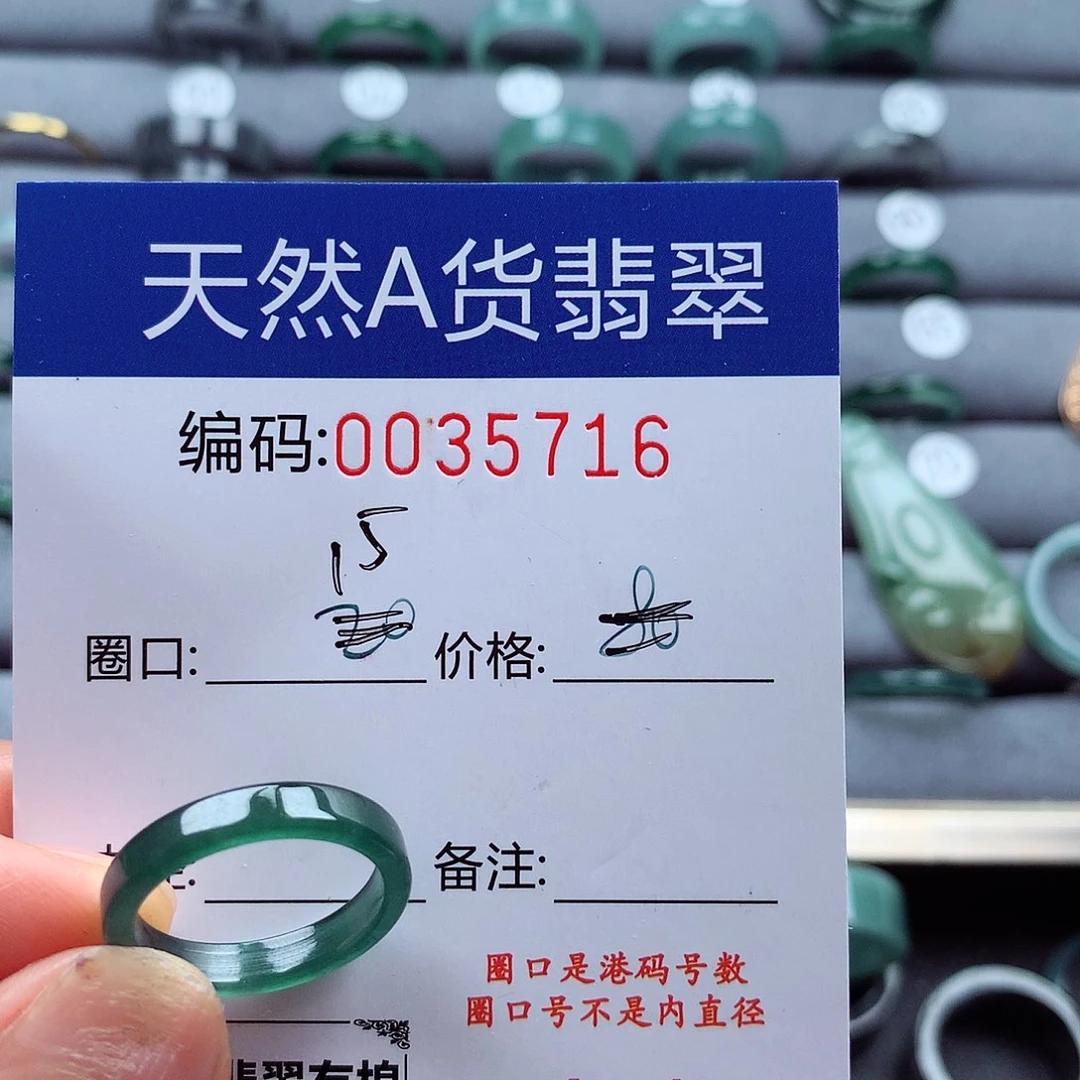 天然A货翡翠
编码:0035716
15
圈口: 价格:
备注:
圈口是港码号数
圈口号不是内直径